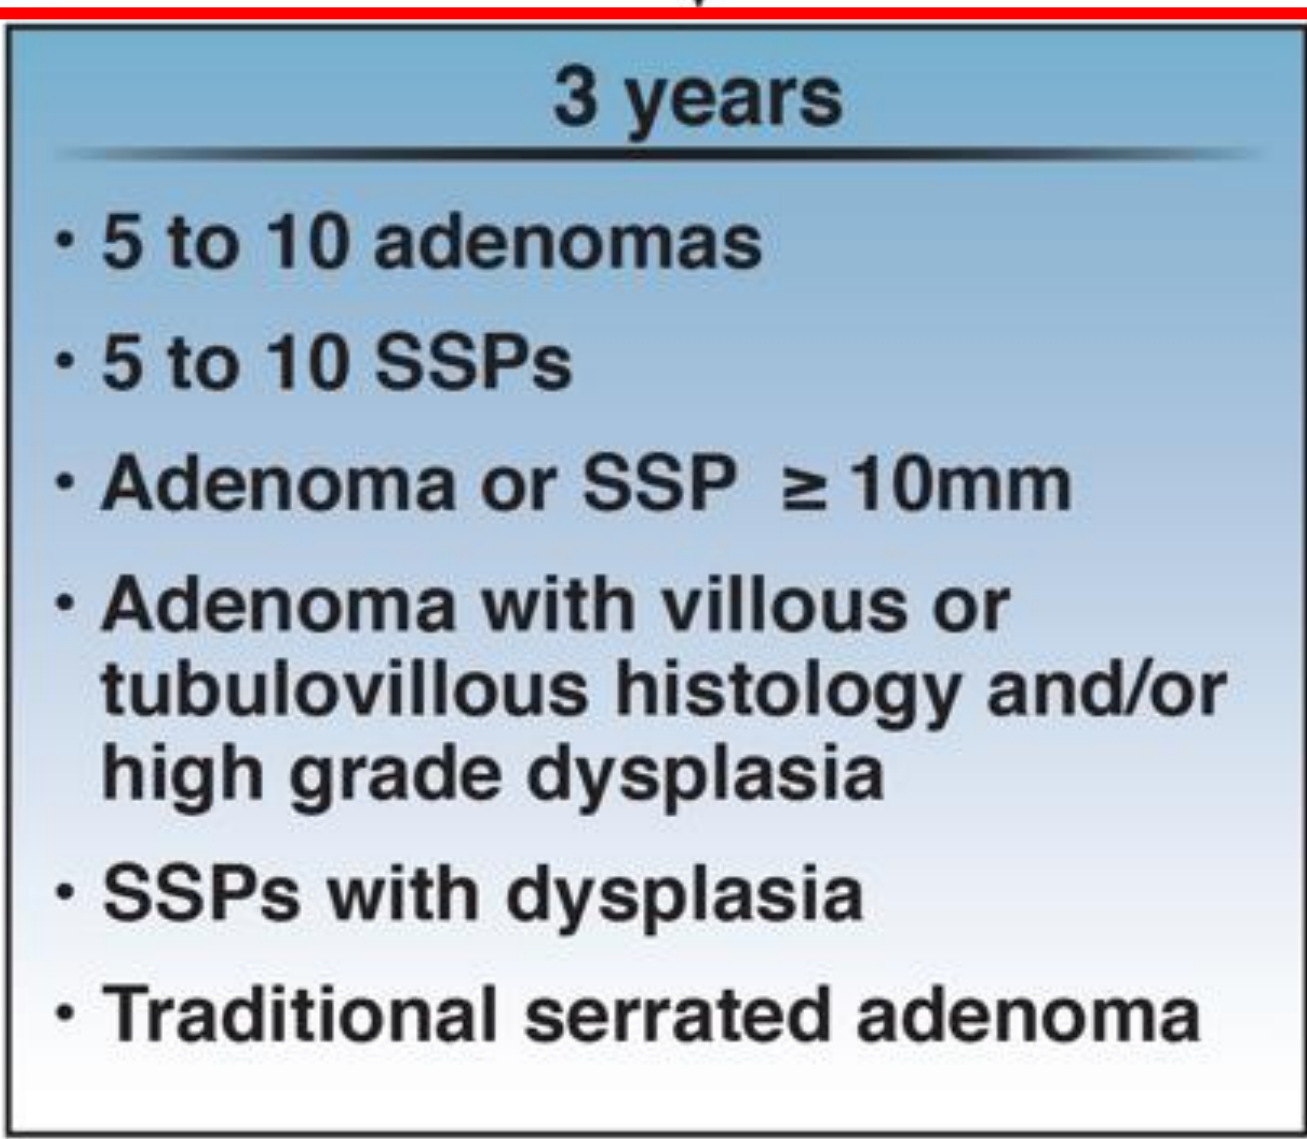 3 years
· 5 to 10 adenomas
· 5 to 10 SSPs
· Adenoma or SSP ≥ 10mm
· Adenoma with villous or
tubulovillous histology and/or
high grade dysplasia
· SSPs with dysplasia
· Traditional serrated adenoma